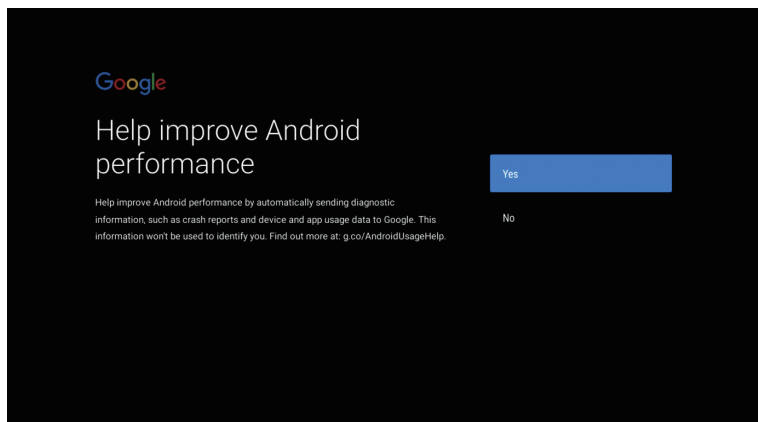 Google
Help improve Android
performance
Help improve Android performance by automatically sending diagnostic
information, such as crash reports and device and app usage data to Google. This
information won't be used to identify you. Find out more at: g.co/AndroidUsageHelp.
Yes
No